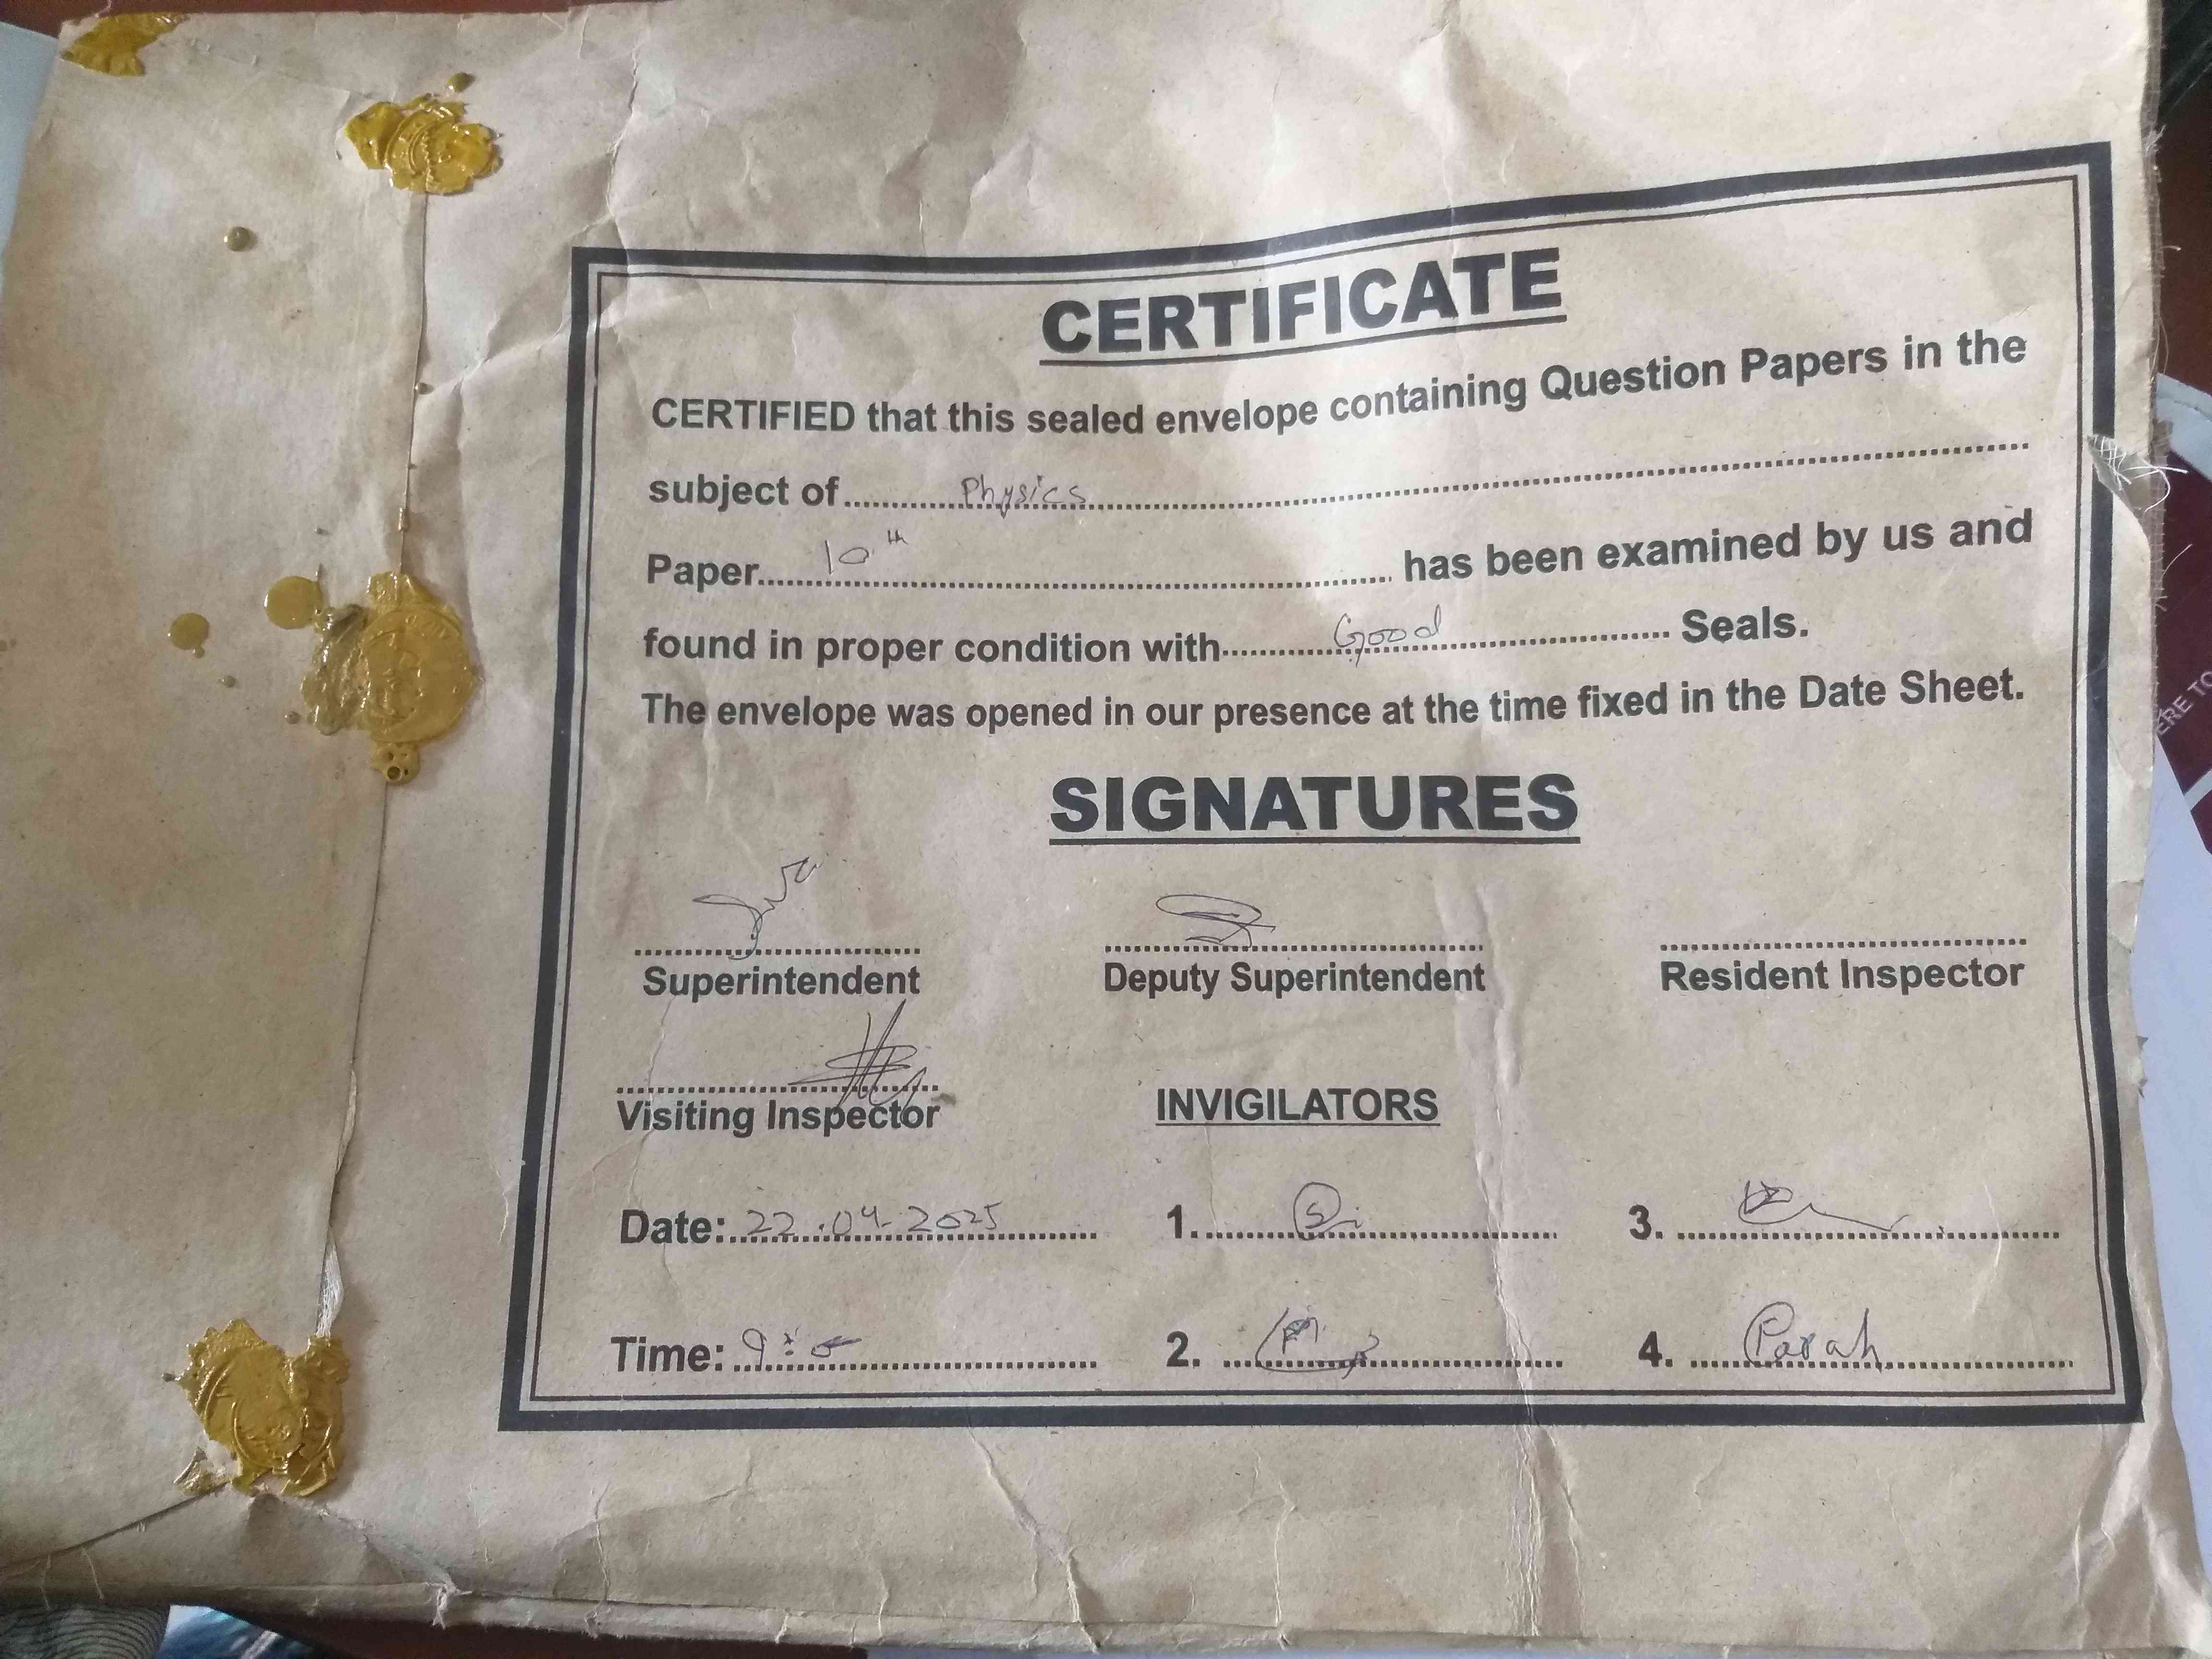 CERTIFICATE
CERTIFIED that this sealed envelope containing Question Papers in the
subject of Physics
Paper 10th has been examined by us and
found in proper condition with Good Seals.
The envelope was opened in our presence at the time fixed in the Date Sheet.
SIGNATURES
Superintendent Deputy Superintendent Resident Inspector
Visiting Inspector INVIGILATORS
Date: 22.04.2025 1. 3.
Time: 2. 4.
ERE TO